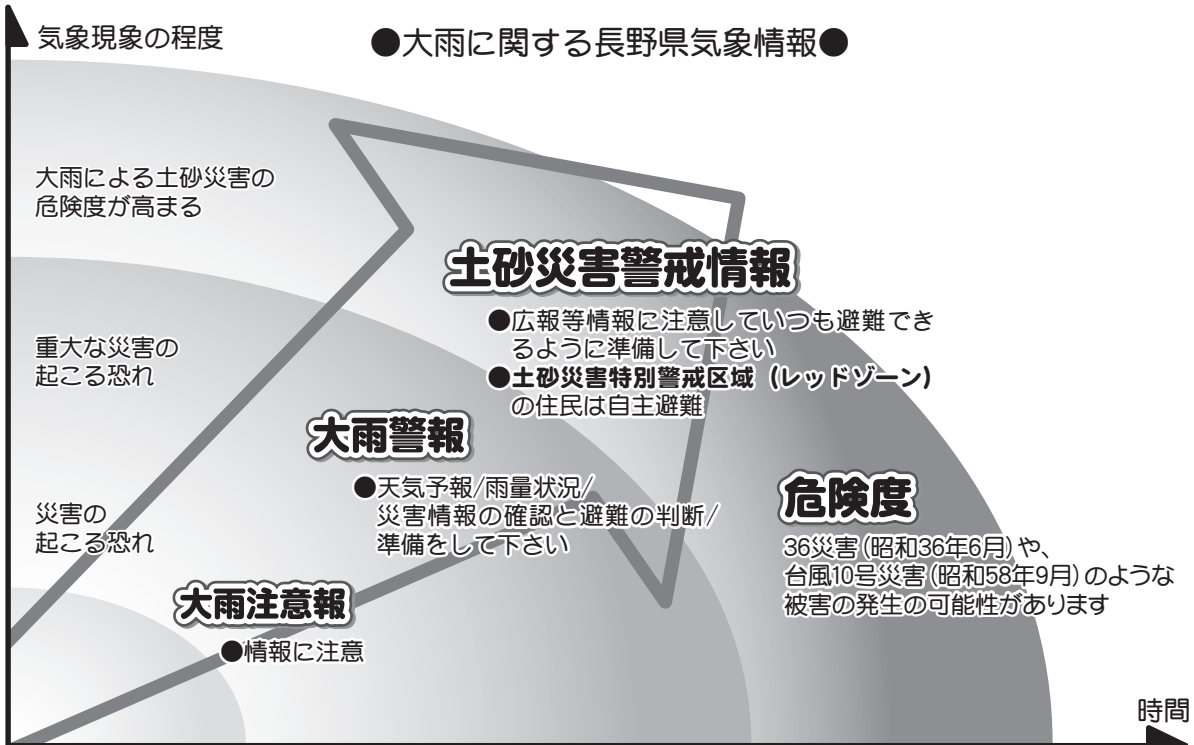 気象現象の程度
●大雨に関する長野県気象情報●
大雨による土砂災害の
危険度が高まる
土砂災害警戒情報
●広報等情報に注意していつも避難でき
るように準備して下さい
●土砂災害特別警戒区域（レッドゾーン）
の住民は自主避難
重大な災害の
起こる恐れ
大雨警報
●天気予報/雨量状況/
災害情報の確認と避難の判断/
準備をして下さい
危険度
36災害（昭和36年6月）や、
台風10号災害（昭和58年9月）のような
被害の発生の可能性があります
災害の
起こる恐れ
大雨注意報
●情報に注意
時間